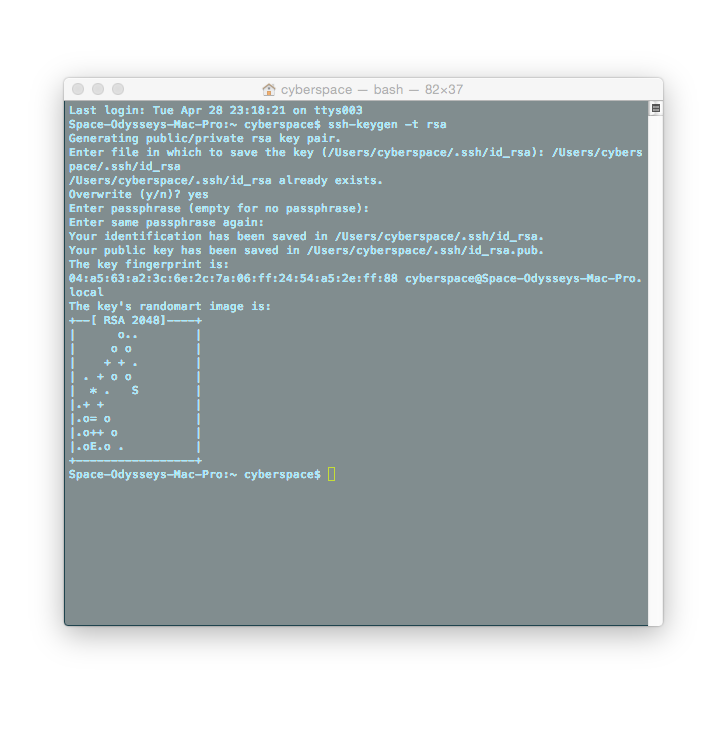 cyberspace — bash — 82×37
Last login: Tue Apr 28 23:18:21 on ttys003
Space-Odysseys-Mac-Pro:~ cyberspace$ ssh-keygen -t rsa
Generating public/private rsa key pair.
Enter file in which to save the key (/Users/cyberspace/.ssh/id_rsa): /Users/cybers
pace/.ssh/id_rsa
/Users/cyberspace/.ssh/id_rsa already exists.
Overwrite (y/n)? yes
Enter passphrase (empty for no passphrase):
Enter same passphrase again:
Your identification has been saved in /Users/cyberspace/.ssh/id_rsa.
Your public key has been saved in /Users/cyberspace/.ssh/id_rsa.pub.
The key fingerprint is:
04:a5:63:a2:3c:6e:2c:7a:06:ff:24:54:a5:2e:ff:88 cyberspace@Space-Odysseys-Mac-Pro.
local
The key's randomart image is:
+--[ RSA 2048]----+
|      o..        |
|     o o         |
|    + + .        |
| . + o o         |
|  * .   S        |
|.+ +             |
|.o= o            |
|.o++ o           |
|.oE.o .          |
+-----------------+
Space-Odysseys-Mac-Pro:~ cyberspace$